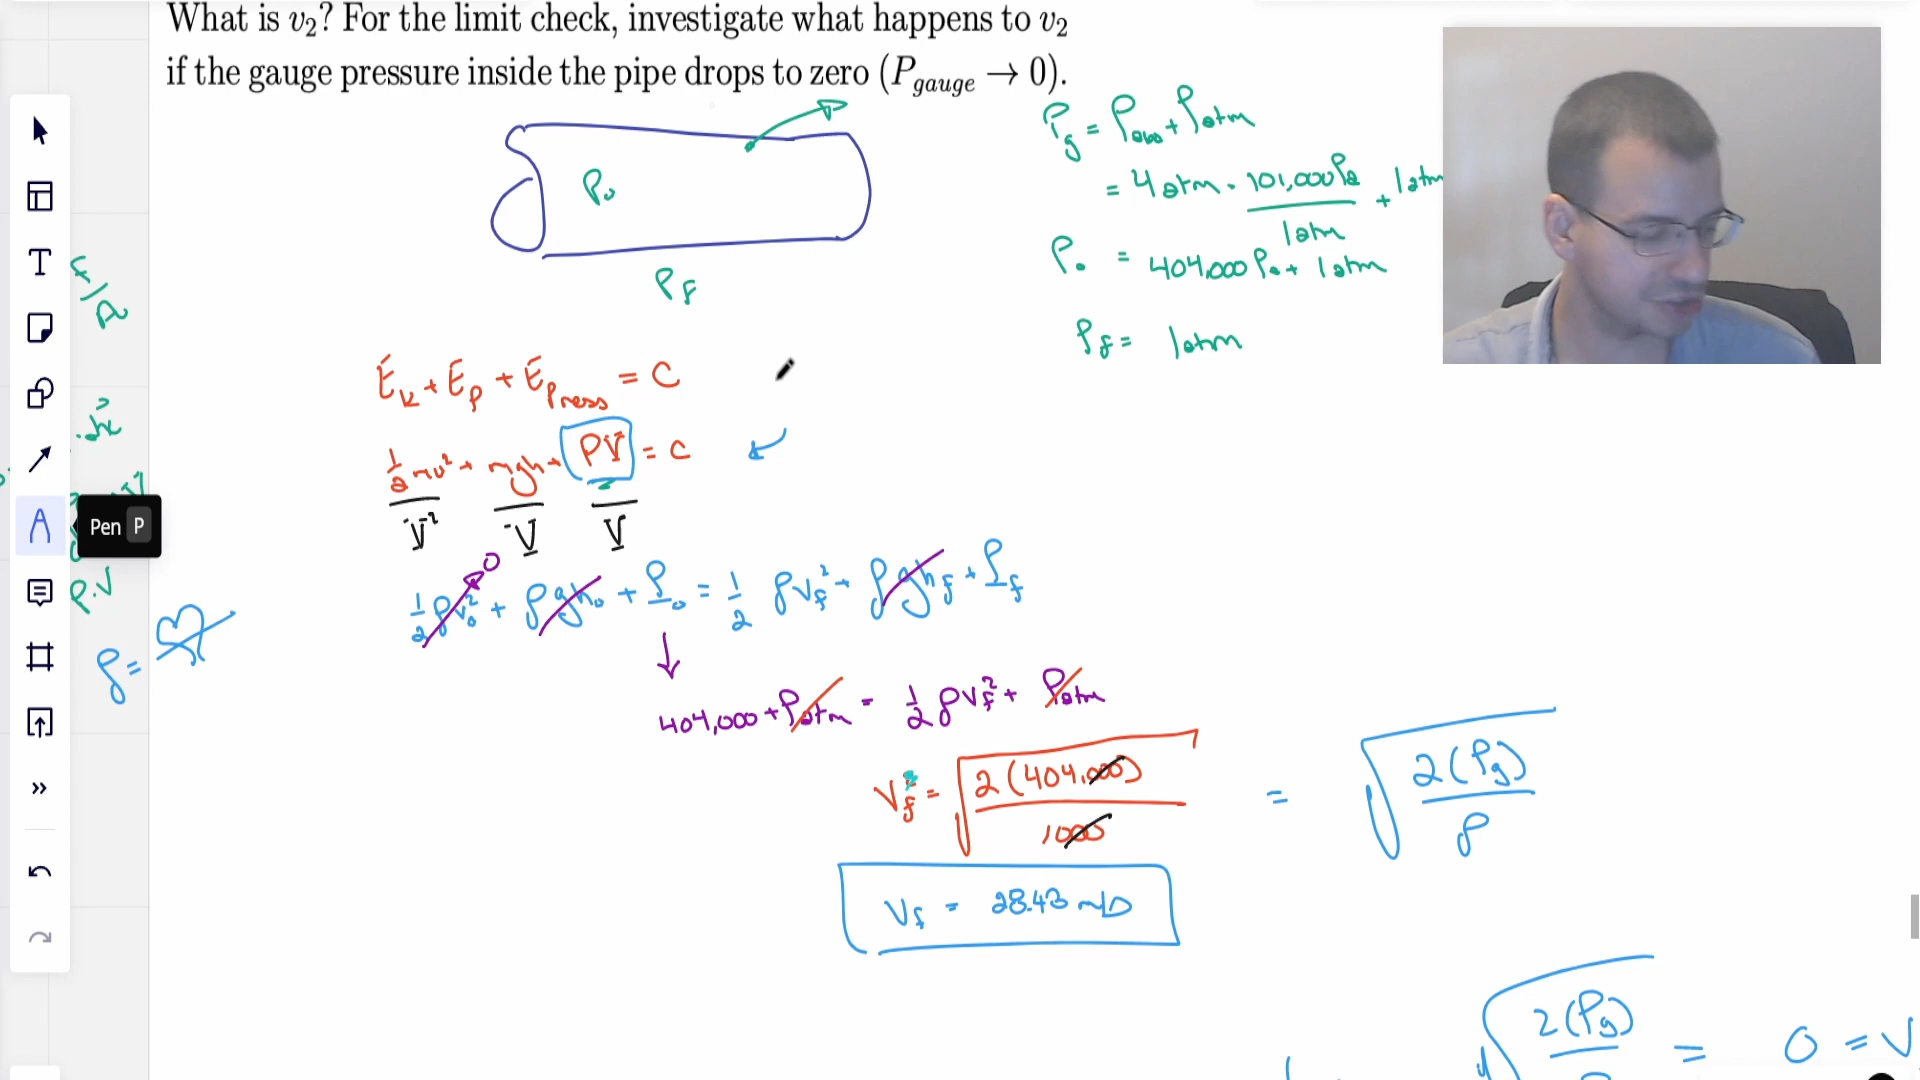 What is v₂? For the limit check, investigate what happens to v₂
if the gauge pressure inside the pipe drops to zero (P_gauge → 0).
P₀
P_f
P_g = P_abs + P_atm
= 4 atm · 101,000 Pa / 1 atm + 1 atm
P₀ = 404,000 Pa + 1 atm
P_f = 1 atm
E_k + E_p + E_Press = C
½mv² + mgh + PV = C
V V V
½ρv₀² → 0 + ρgh₀ + P₀ = ½ρv_f² + ρgh_f + P_f
404,000 + P_atm = ½ρv_f² + P_atm
V_f = √(2(404,000) / 1000) = √(2(P_g) / ρ)
V_f = 28.43 m/s
√(2(P_g) = 0 = V
T
Pen P
P.V
ρ =